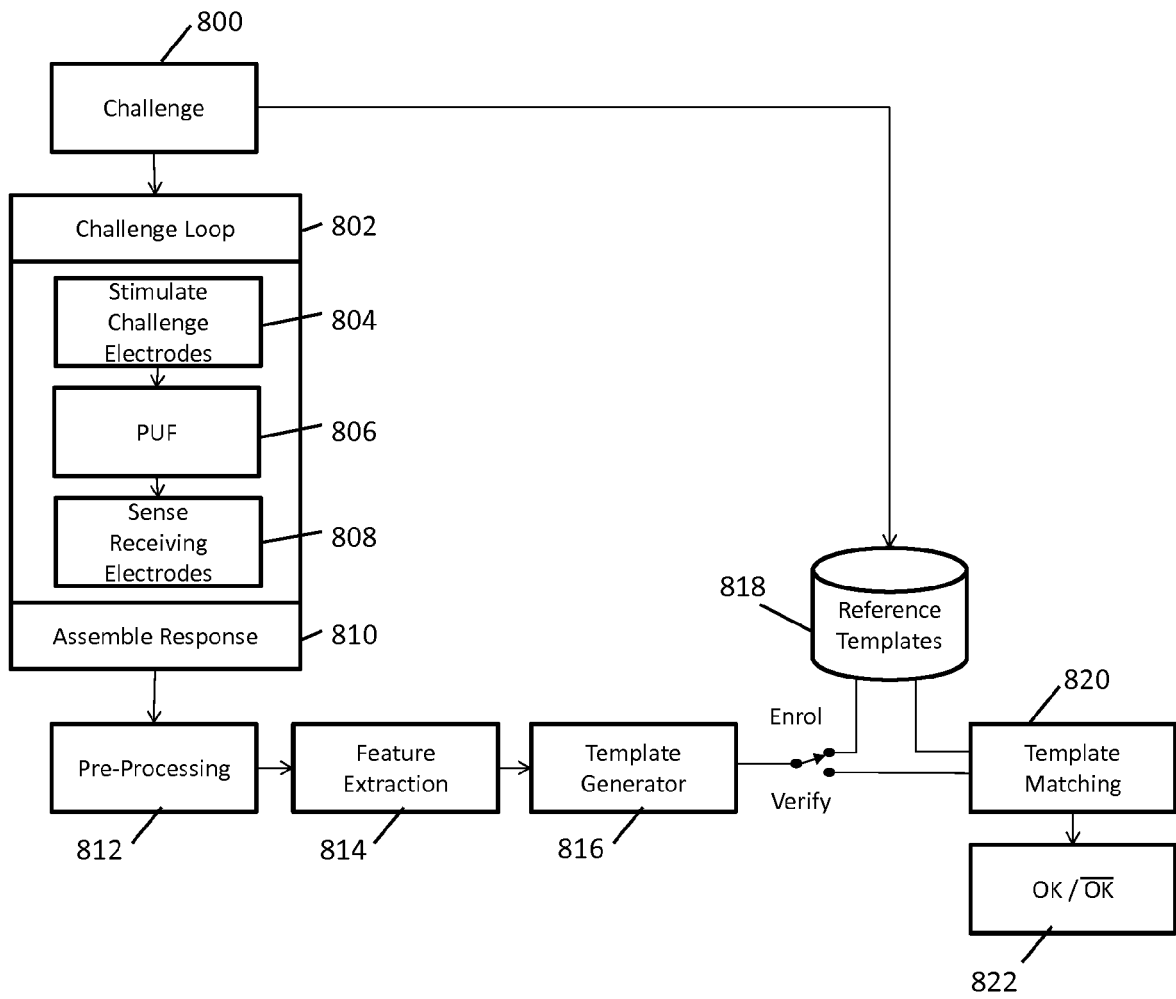 800
Challenge
Challenge Loop
802
Stimulate
Challenge
Electrodes
804
PUF
806
Sense
Receiving
Electrodes
808
Assemble Response
810
818
Reference
Templates
820
Enrol
Pre-Processing
Feature
Extraction
Template
Generator
Verify
Template
Matching
812
814
816
OK / O̅K̅
822